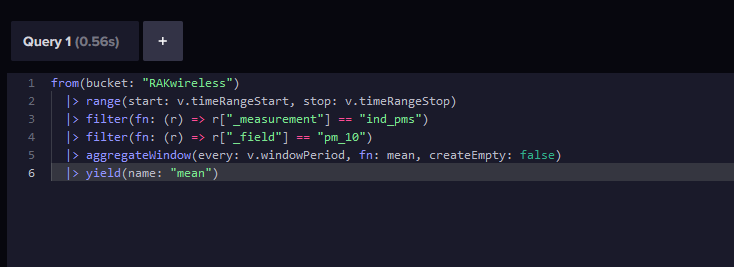 Query 1 (0.56s)
+
1 from(bucket: "RAKwireless")
2 |> range(start: v.timeRangeStart, stop: v.timeRangeStop)
3 |> filter(fn: (r) => r["_measurement"] == "ind_pms")
4 |> filter(fn: (r) => r["_field"] == "pm_10")
5 |> aggregateWindow(every: v.windowPeriod, fn: mean, createEmpty: false)
6 |> yield(name: "mean")